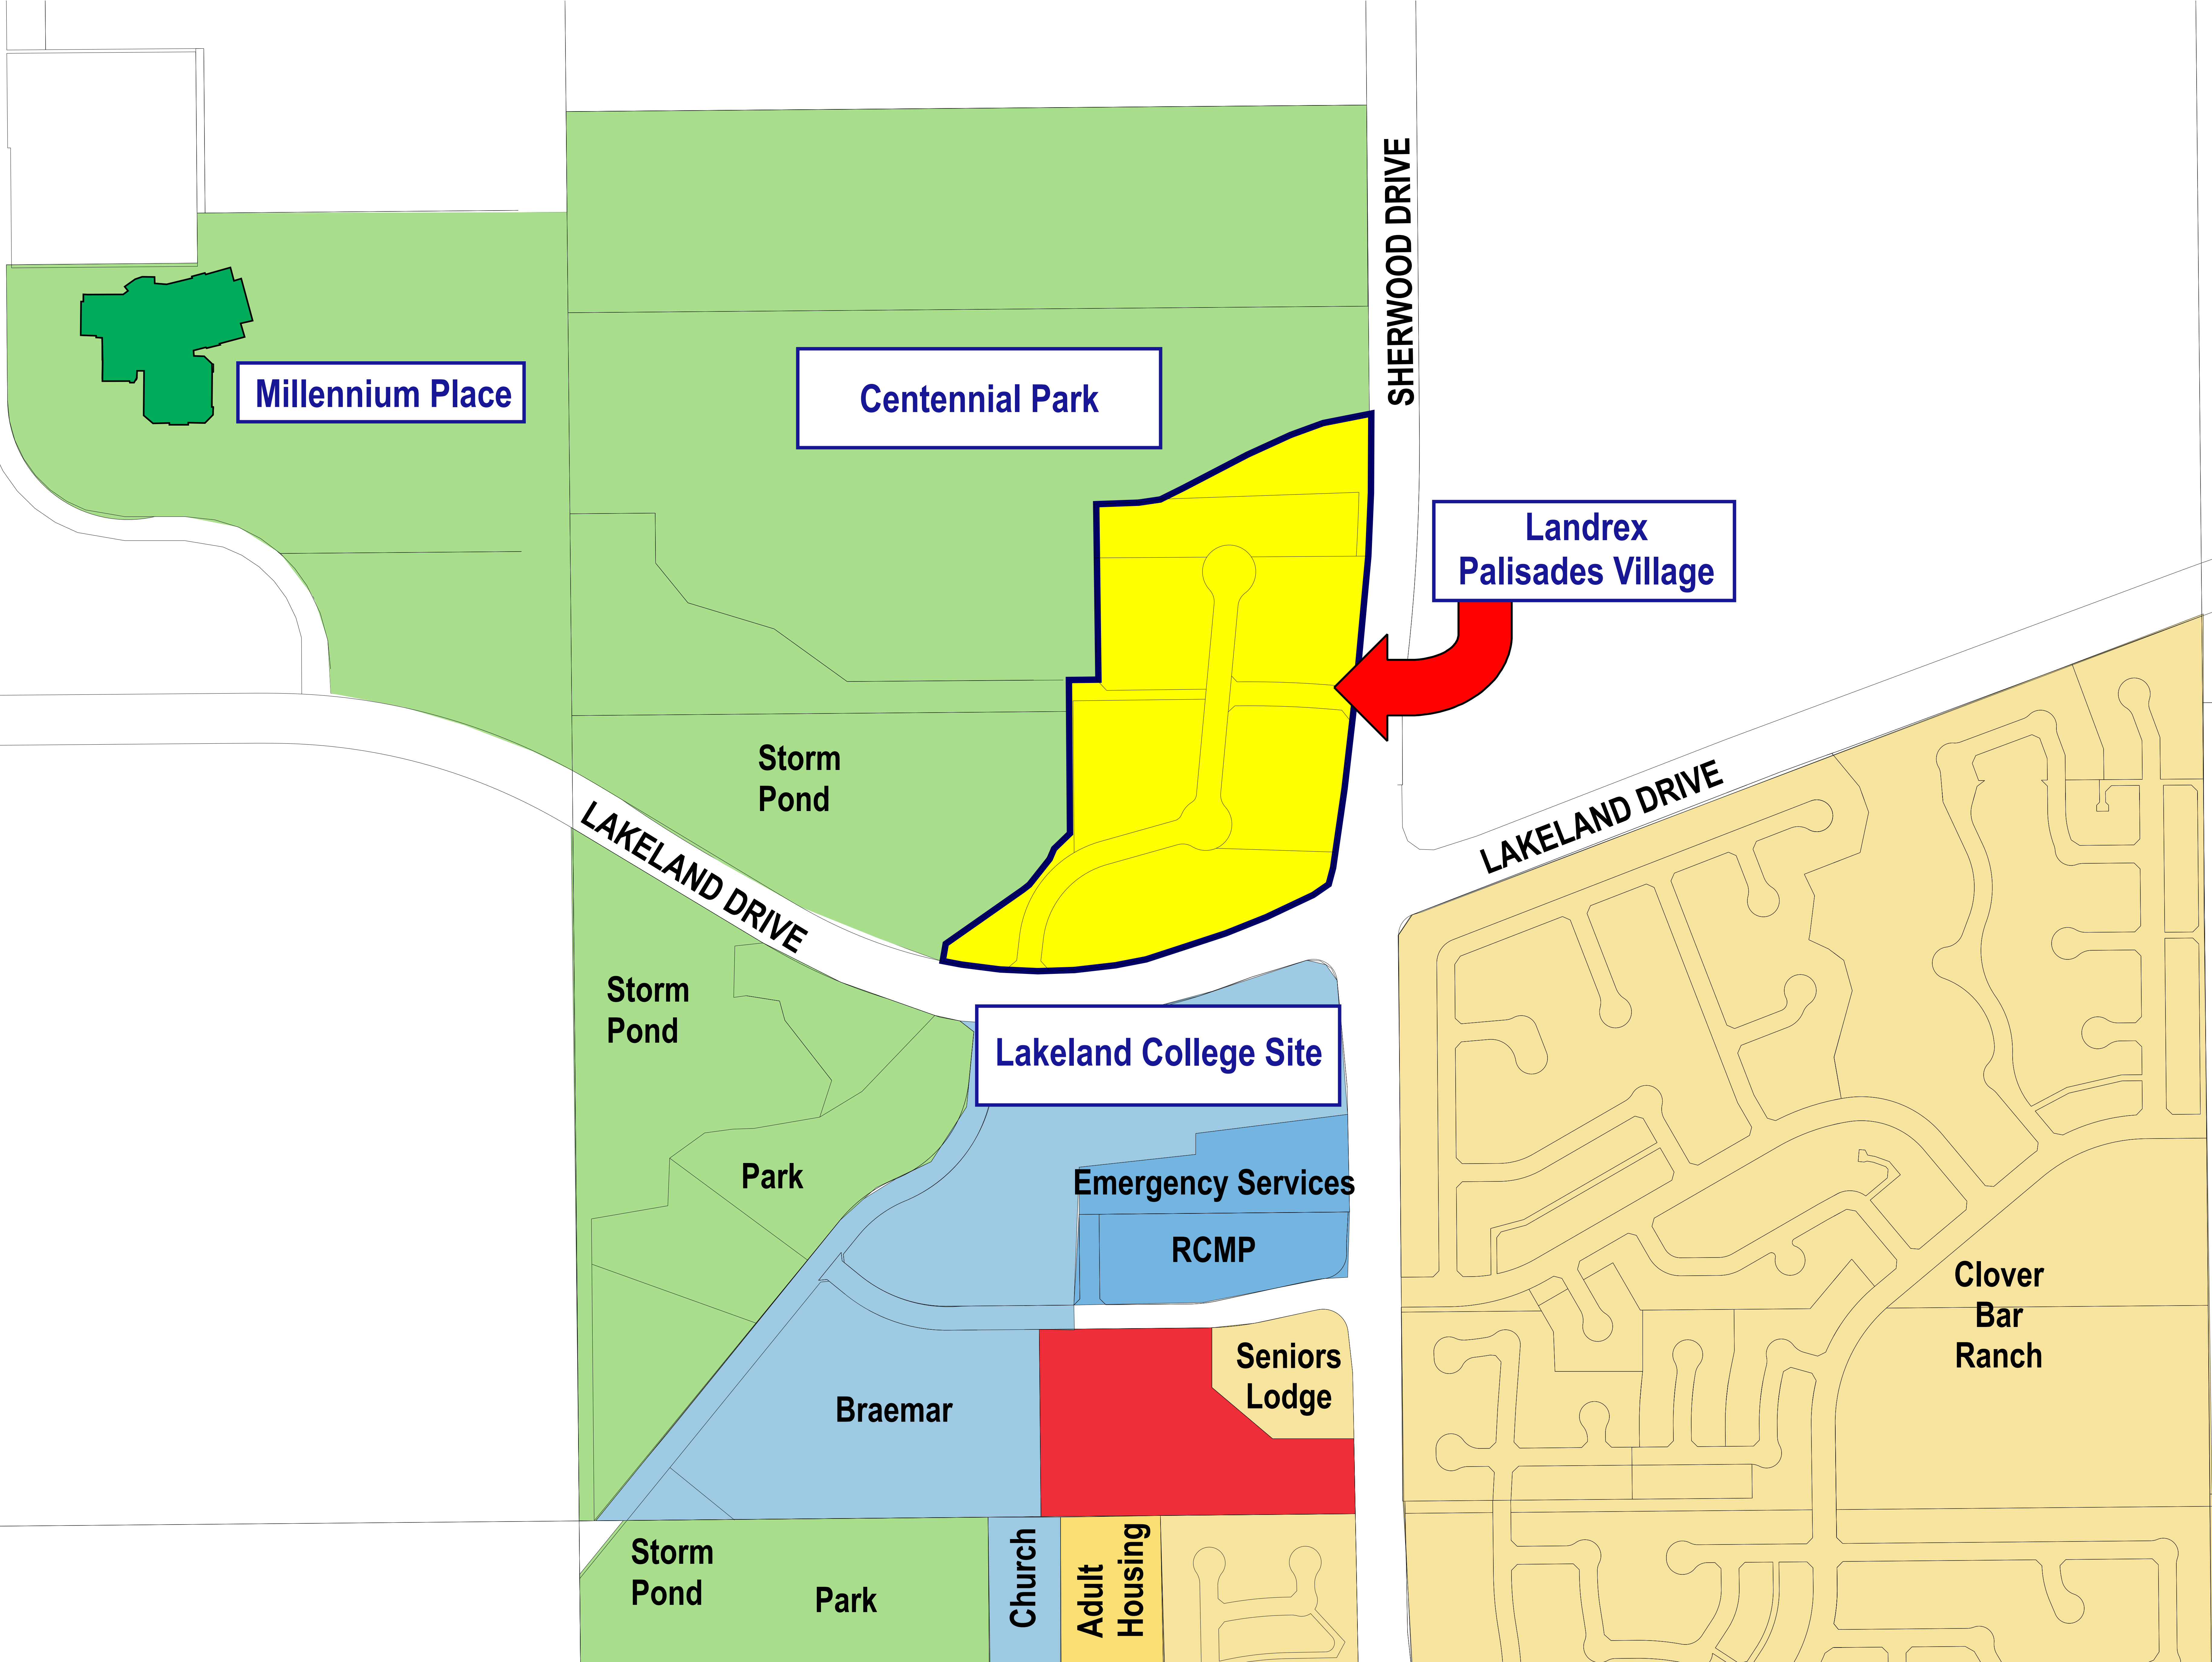 SHERWOOD DRIVE
Millennium Place
Centennial Park
Landrex
Palisades Village
Storm
Pond
LAKELAND DRIVE
LAKELAND DRIVE
Storm
Pond
Lakeland College Site
Park
Emergency Services
RCMP
Clover
Bar
Ranch
Seniors
Lodge
Braemar
Storm
Pond
Park
Church
Adult
Housing